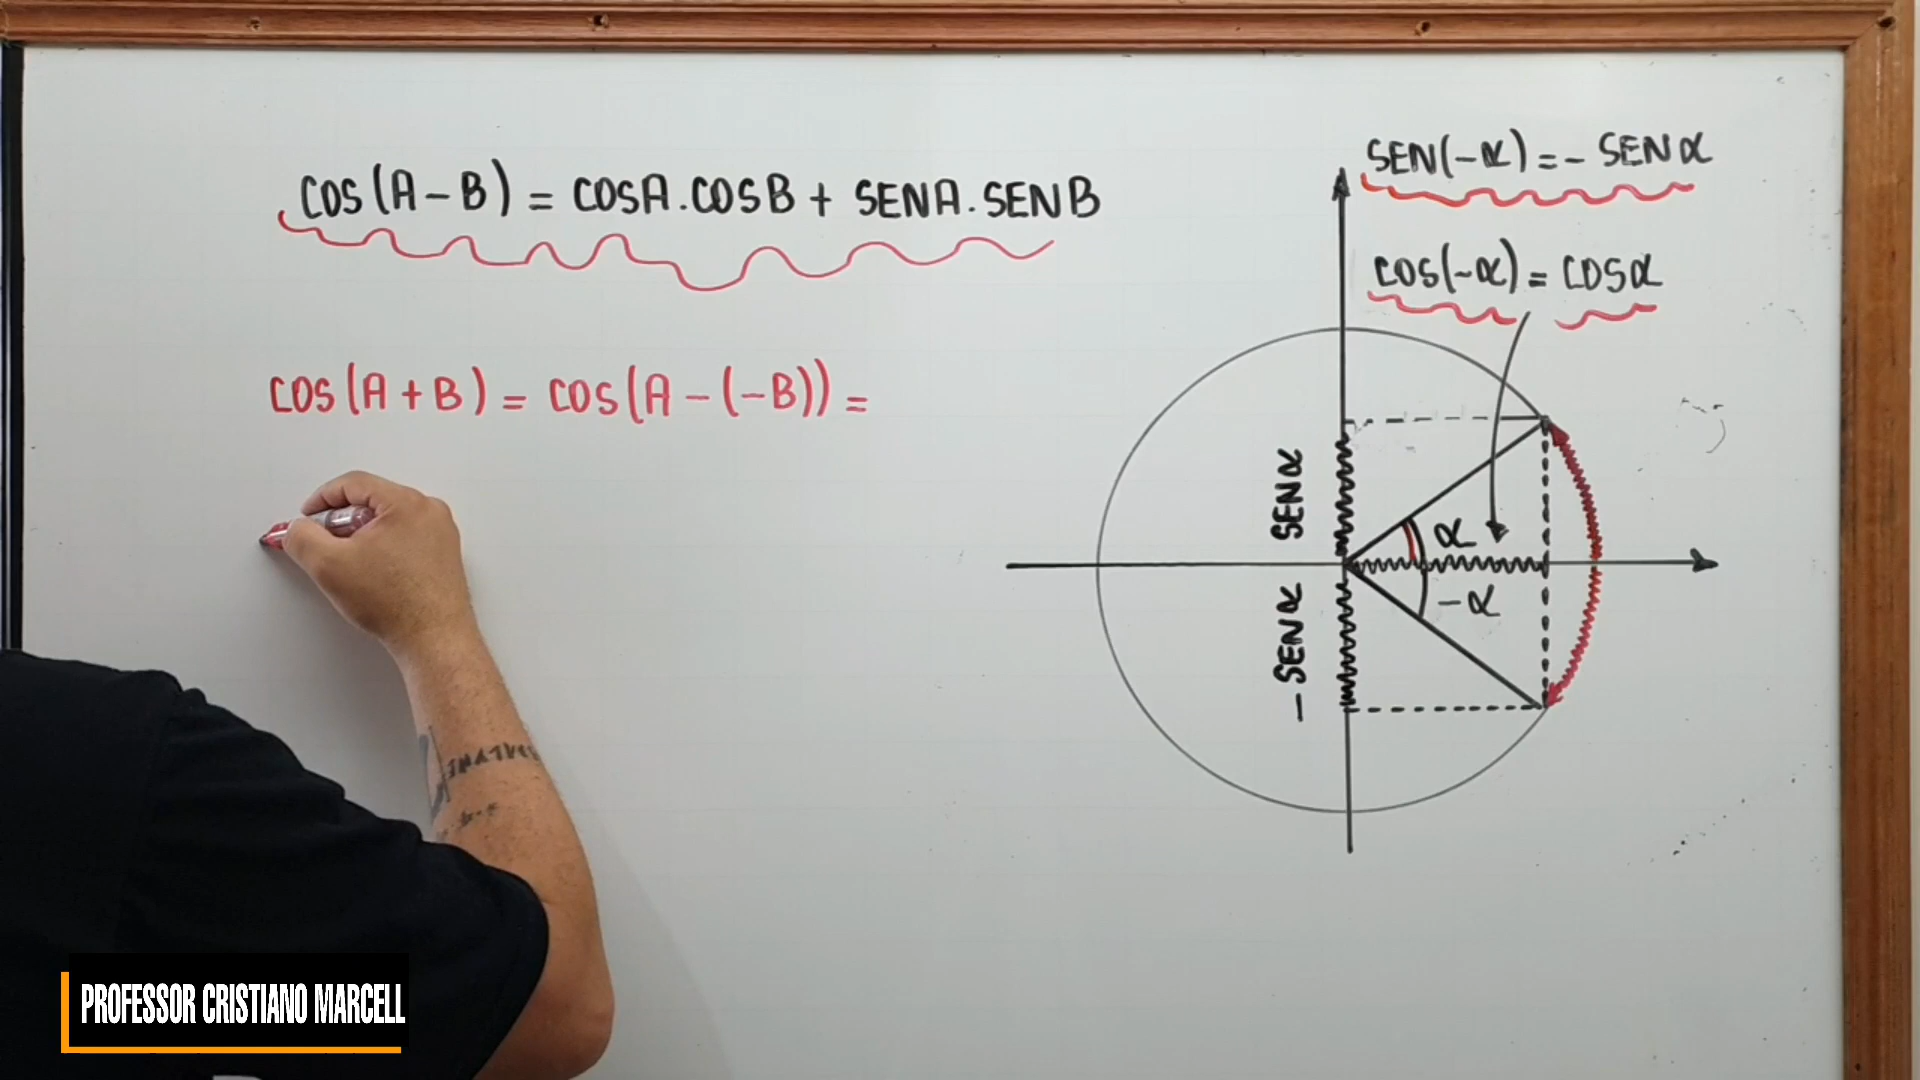 COS(A-B) = COSA.COSB + SENA.SENB
COS(A+B) = COS(A-(-B)) =
SEN(-α) = - SENα
COS(-α) = COSα
SENα
-SENα
α
-α
PROFESSOR CRISTIANO MARCELL